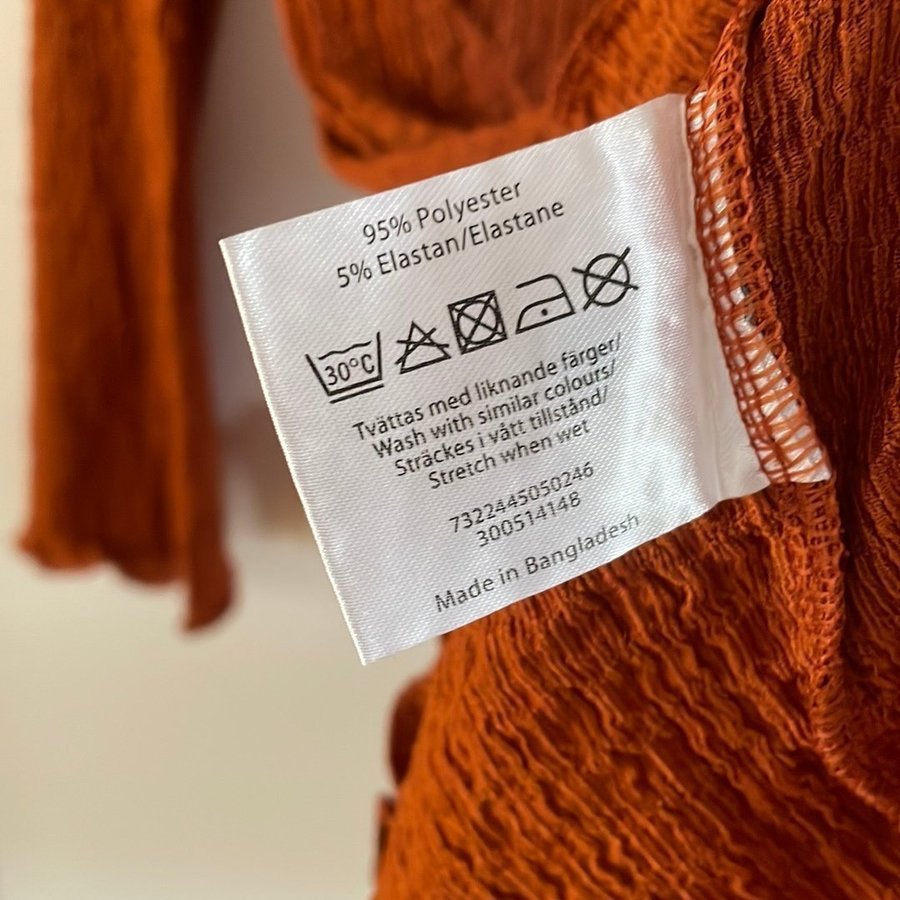 95% Polyester
5% Elastan/Elastane
30°C
Tvättas med liknande färger/
Wash with similar colours/
Sträckes i vått tillstånd/
Stretch when wet
7322445050246
300514148
Made in Bangladesh